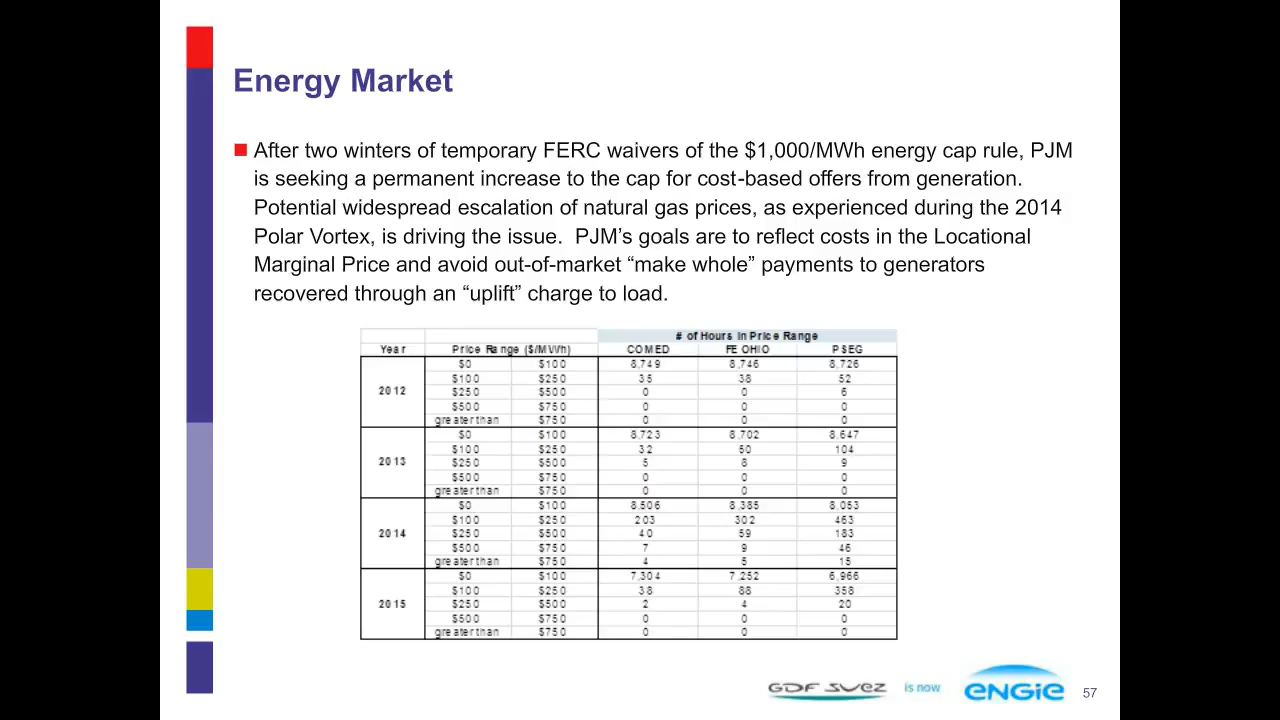 Energy Market
After two winters of temporary FERC waivers of the $1,000/MWh energy cap rule, PJM
is seeking a permanent increase to the cap for cost-based offers from generation.
Potential widespread escalation of natural gas prices, as experienced during the 2014
Polar Vortex, is driving the issue.  PJM’s goals are to reflect costs in the Locational
Marginal Price and avoid out-of-market “make whole” payments to generators
recovered through an “uplift” charge to load.
# of Hours In Price Range
Year Price Range ($/MWh) COMED FE OHIO PSEG
$0 $100 8,749 8,746 8,726
$100 $250 35 38 52
2012 $250 $500 0 0 6
$500 $750 0 0 0
greater than $750 0 0 0
$0 $100 8,723 8,702 8,647
$100 $250 32 50 104
2013 $250 $500 5 8 9
$500 $750 0 0 0
greater than $750 0 0 0
$0 $100 8,506 8,385 8,053
$100 $250 203 302 463
2014 $250 $500 40 59 183
$500 $750 7 9 46
greater than $750 4 5 15
$0 $100 7,304 7,252 6,966
$100 $250 38 88 358
2015 $250 $500 2 4 20
$500 $750 0 0 0
greater than $750 0 0 0
GDF SUEZ is now ENGIE 57